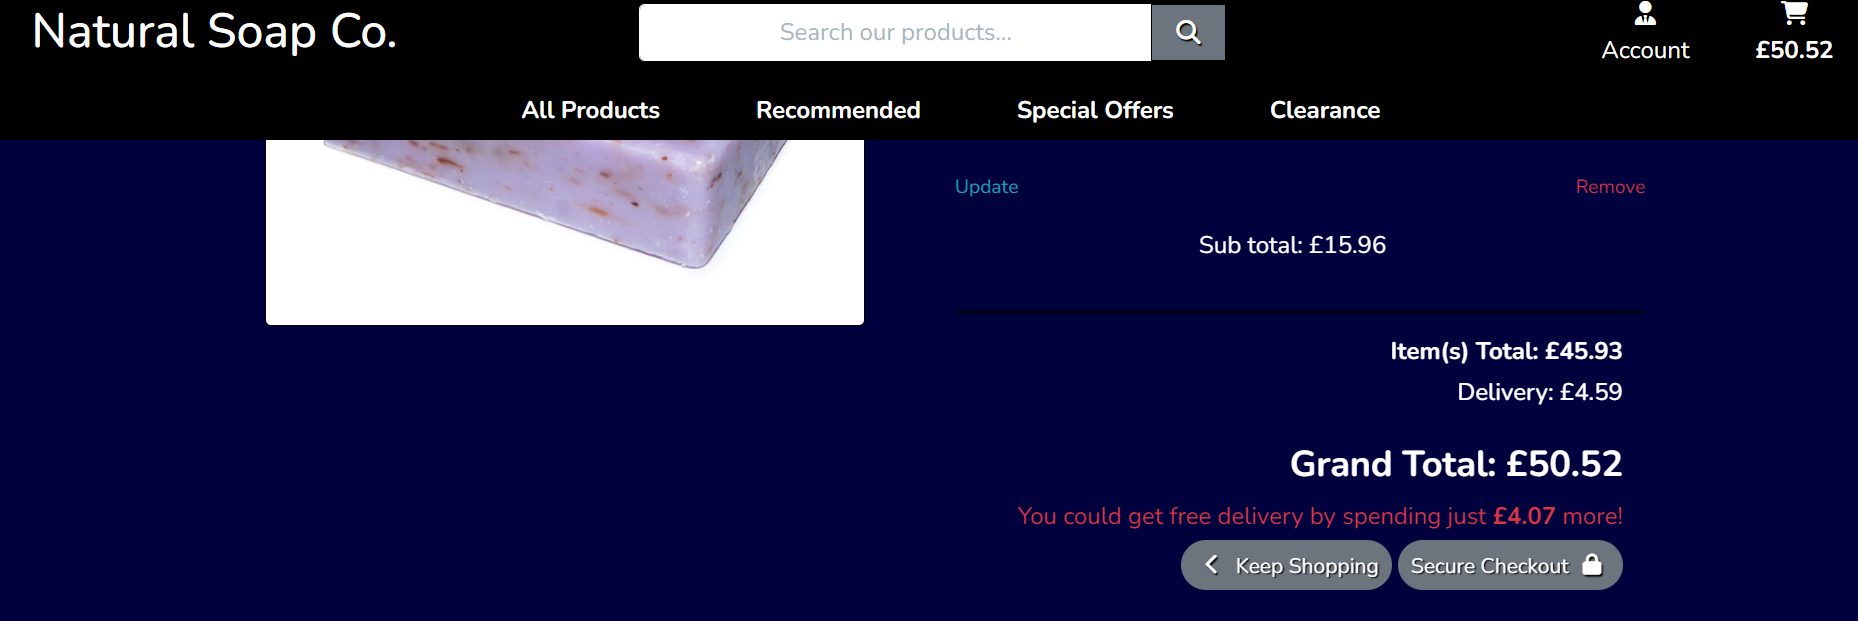 Natural Soap Co.
Search our products...
Account
£50.52
All Products
Recommended
Special Offers
Clearance
Update
Remove
Sub total: £15.96
Item(s) Total: £45.93
Delivery: £4.59
Grand Total: £50.52
You could get free delivery by spending just £4.07 more!
Keep Shopping
Secure Checkout